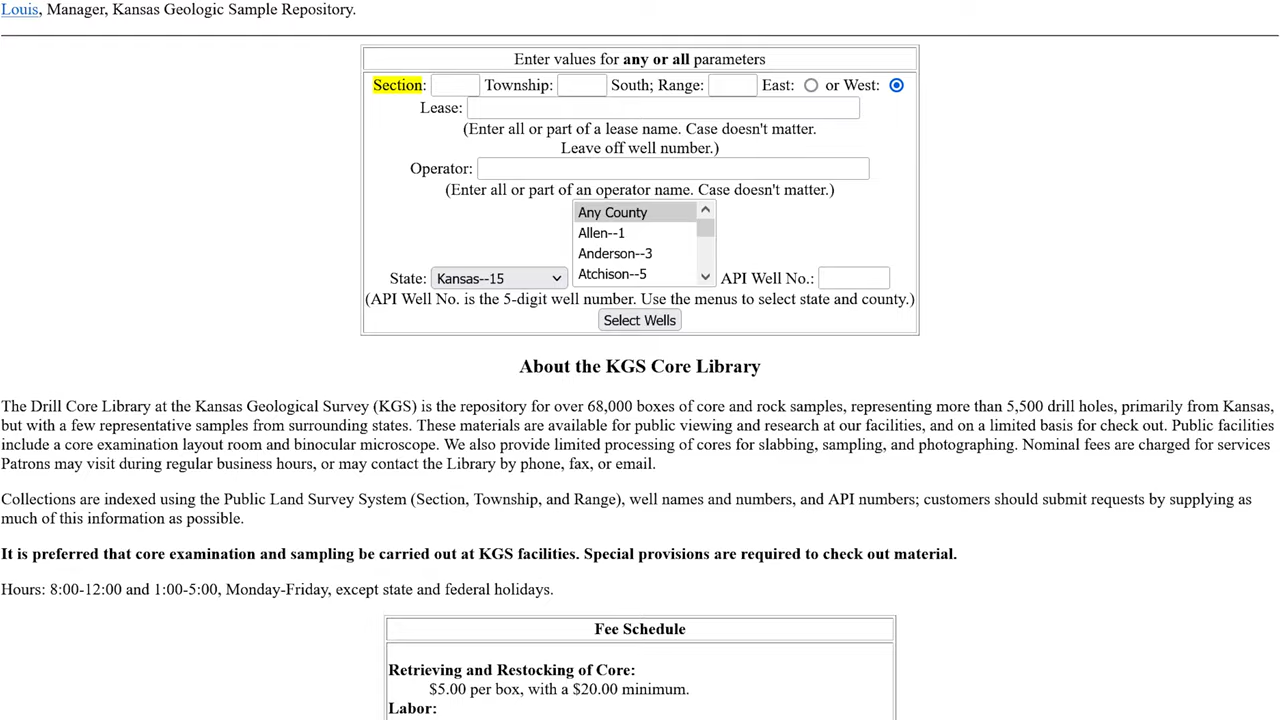 Louis, Manager, Kansas Geologic Sample Repository.
Enter values for any or all parameters
Section: Township: South; Range: East: or West:
Lease:
(Enter all or part of a lease name. Case doesn't matter.
Leave off well number.)
Operator:
(Enter all or part of an operator name. Case doesn't matter.)
Any County
Allen--1
Anderson--3
Atchison--5
State: Kansas--15 API Well No.:
(API Well No. is the 5-digit well number. Use the menus to select state and county.)
Select Wells
About the KGS Core Library
The Drill Core Library at the Kansas Geological Survey (KGS) is the repository for over 68,000 boxes of core and rock samples, representing more than 5,500 drill holes, primarily from Kansas,
but with a few representative samples from surrounding states. These materials are available for public viewing and research at our facilities, and on a limited basis for check out. Public facilities
include a core examination layout room and binocular microscope. We also provide limited processing of cores for slabbing, sampling, and photographing. Nominal fees are charged for services
Patrons may visit during regular business hours, or may contact the Library by phone, fax, or email.
Collections are indexed using the Public Land Survey System (Section, Township, and Range), well names and numbers, and API numbers; customers should submit requests by supplying as
much of this information as possible.
It is preferred that core examination and sampling be carried out at KGS facilities. Special provisions are required to check out material.
Hours: 8:00-12:00 and 1:00-5:00, Monday-Friday, except state and federal holidays.
Fee Schedule
Retrieving and Restocking of Core:
$5.00 per box, with a $20.00 minimum.
Labor: